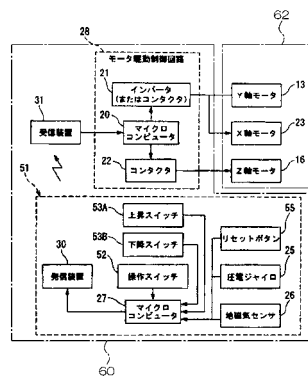 62
28
モータ駆動制御回路
21
インバータ
(またはコンタクタ)
Y軸モータ
13
31
20
受信装置
マイクロ
コンピュータ
X軸モータ
23
22
コンタクタ
Z軸モータ
16
51
53A
上昇スイッチ
55
53B
リセットボタン
下降スイッチ
30
52
25
発信装置
操作スイッチ
圧電ジャイロ
27
マイクロ
コンピュータ
26
地磁気センサ
60